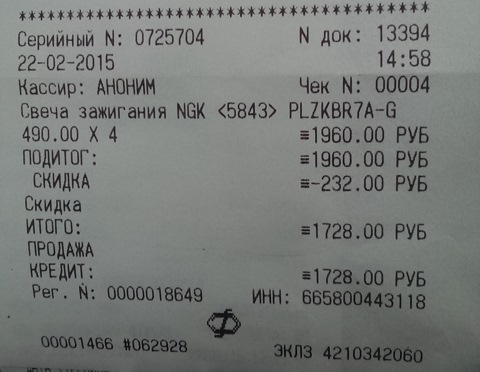 ******************************************
Серийный N: 0725704 N док: 13394
22-02-2015 14:58
Кассир: АНОНИМ Чек N: 00004
Свеча зажигания NGK <5843> PLZKBR7A-G
490.00 X 4 ≡1960.00 РУБ
ПОДИТОГ: ≡1960.00 РУБ
СКИДКА ≡-232.00 РУБ
Скидка
ИТОГО: ≡1728.00 РУБ
ПРОДАЖА
КРЕДИТ: ≡1728.00 РУБ
Рег. N: 0000018649 ИНН: 665800443118
00001466 #062928 ЭКЛЗ 4210342060